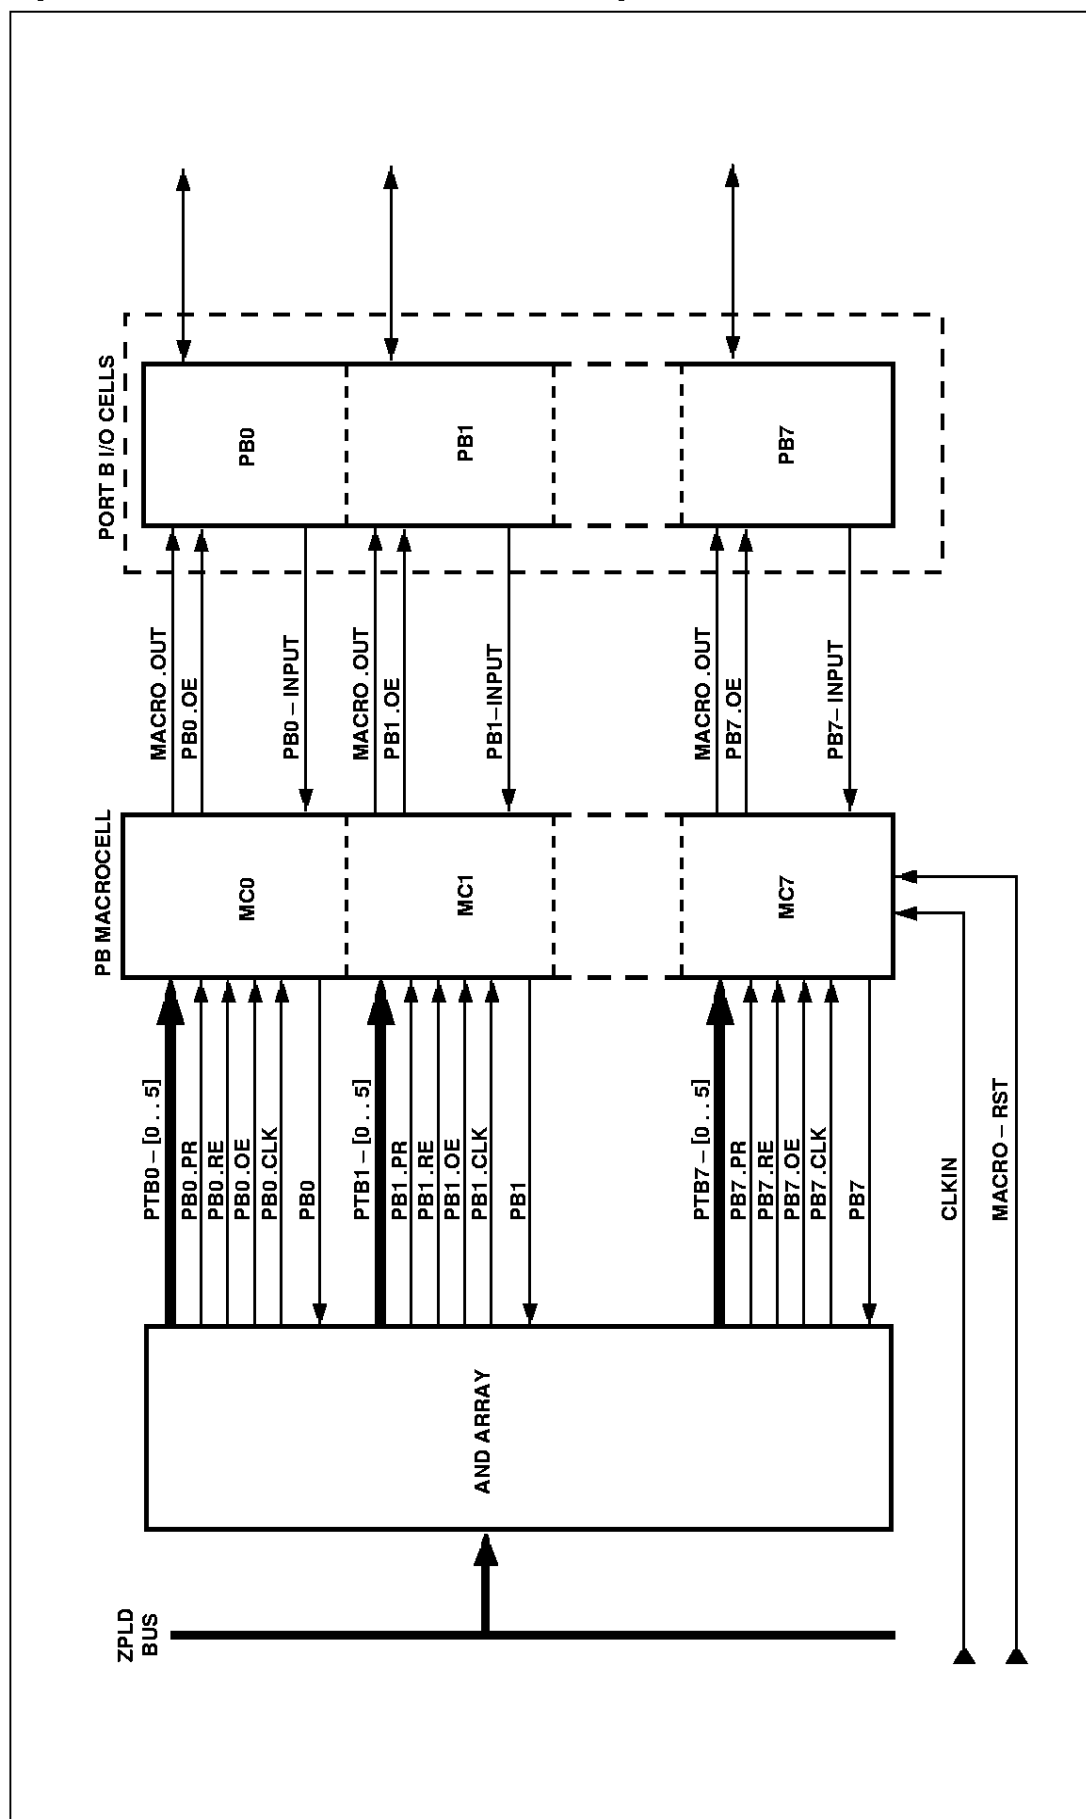 ZPLD
BUS
AND ARRAY
PTB0 – [0 . . 5]
PB0 .PR
PB0 .RE
PB0 .OE
PB0 .CLK
PB0
PTB1 – [0 . . 5]
PB1 .PR
PB1 .RE
PB1 .OE
PB1 .CLK
PB1
PTB7 – [0 . . 5]
PB7 .PR
PB7 .RE
PB7 .OE
PB7 .CLK
PB7
CLKIN
MACRO – RST
PB MACROCELL
MC0
MC1
MC7
MACRO .OUT
PB0 .OE
PB0 – INPUT
MACRO .OUT
PB1 .OE
PB1–INPUT
MACRO .OUT
PB7 .OE
PB7– INPUT
PORT B I/O CELLS
PB0
PB1
PB7